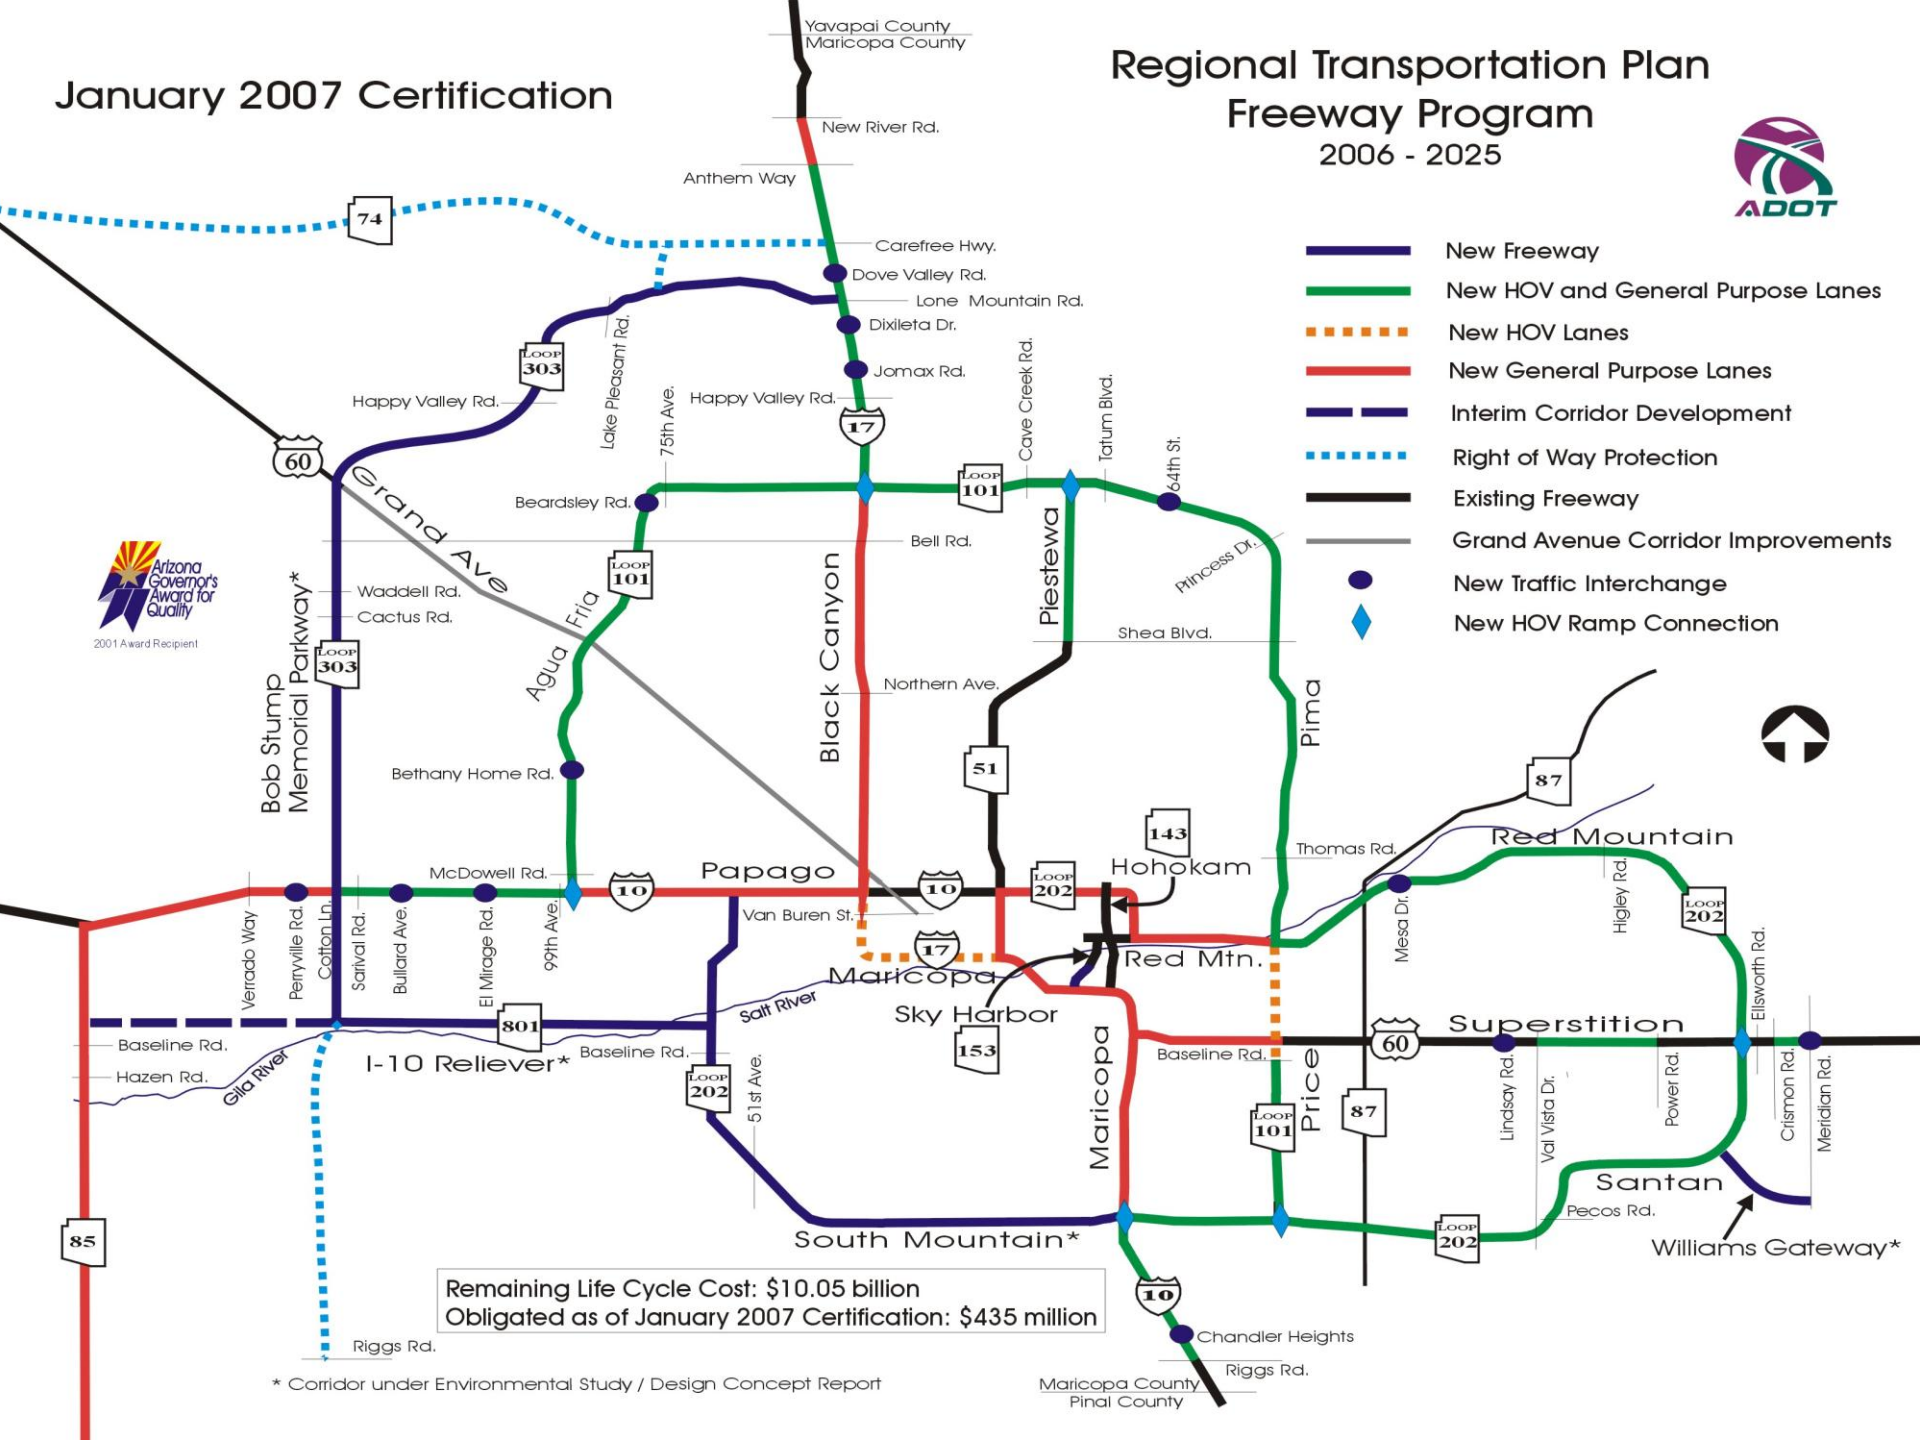 Yavapai County
Maricopa County
January 2007 Certification
Regional Transportation Plan
Freeway Program
2006 - 2025
ADOT
New River Rd.
Anthem Way
74
Carefree Hwy.
Dove Valley Rd.
Lone Mountain Rd.
Dixileta Dr.
Jomax Rd.
Happy Valley Rd.
17
Lake Pleasant Rd.
LOOP
303
Happy Valley Rd.
60
Grand Ave
75th Ave.
Beardsley Rd.
LOOP
101
Cave Creek Rd.
Tatum Blvd.
64th St.
New Freeway
New HOV and General Purpose Lanes
New HOV Lanes
New General Purpose Lanes
Interim Corridor Development
Right of Way Protection
Existing Freeway
Grand Avenue Corridor Improvements
New Traffic Interchange
New HOV Ramp Connection
Bell Rd.
Princess Dr.
Piestewa
Shea Blvd.
Arizona
Governor's
Award for
Quality
2001 Award Recipient
Waddell Rd.
Cactus Rd.
LOOP
303
Bob Stump
Memorial Parkway*
LOOP
101
Agua Fria
Black Canyon
Northern Ave.
Pima
51
Bethany Home Rd.
87
143
Hohokam
Thomas Rd.
Red Mountain
McDowell Rd.
Papago
10
10
LOOP
202
Van Buren St.
17
Maricopa
Red Mtn.
Sky Harbor
153
Verrado Way
Perryville Rd.
Cotton Ln.
Sarival Rd.
Bullard Ave.
El Mirage Rd.
99th Ave.
Mesa Dr.
Higley Rd.
LOOP
202
Ellsworth Rd.
Salt River
801
I-10 Reliever*
Baseline Rd.
Baseline Rd.
Hazen Rd.
Gila River
LOOP
202
51st Ave.
Maricopa
Baseline Rd.
Price
LOOP
101
60
Superstition
87
Lindsay Rd.
Val Vista Dr.
Power Rd.
Crismon Rd.
Meridian Rd.
Santan
Pecos Rd.
LOOP
202
Williams Gateway*
85
South Mountain*
Remaining Life Cycle Cost: $10.05 billion
Obligated as of January 2007 Certification: $435 million
10
Chandler Heights
Riggs Rd.
Riggs Rd.
* Corridor under Environmental Study / Design Concept Report
Maricopa County
Pinal County